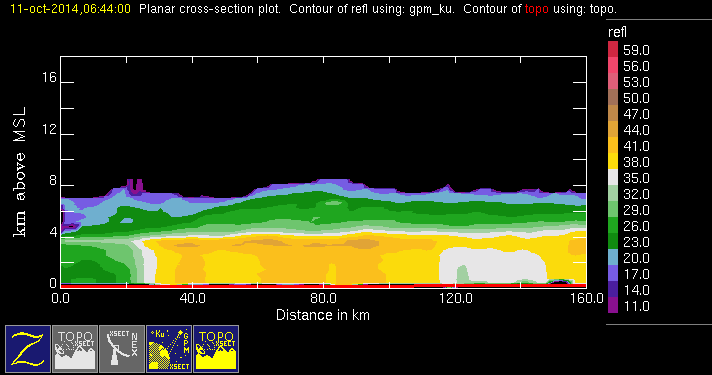 11-oct-2014,06:44:00 Planar cross-section plot. Contour of refl using: gpm_ku. Contour of topo using: topo.
refl
59.0
56.0
53.0
50.0
47.0
44.0
41.0
38.0
35.0
32.0
29.0
26.0
23.0
20.0
17.0
14.0
11.0
km above MSL
16
12
8
4
0
0.0 40.0 80.0 120.0 160.0
Distance in km
Z
TOPO XSECT
XSECT
Ku GPM XSECT
TOPO XSECT